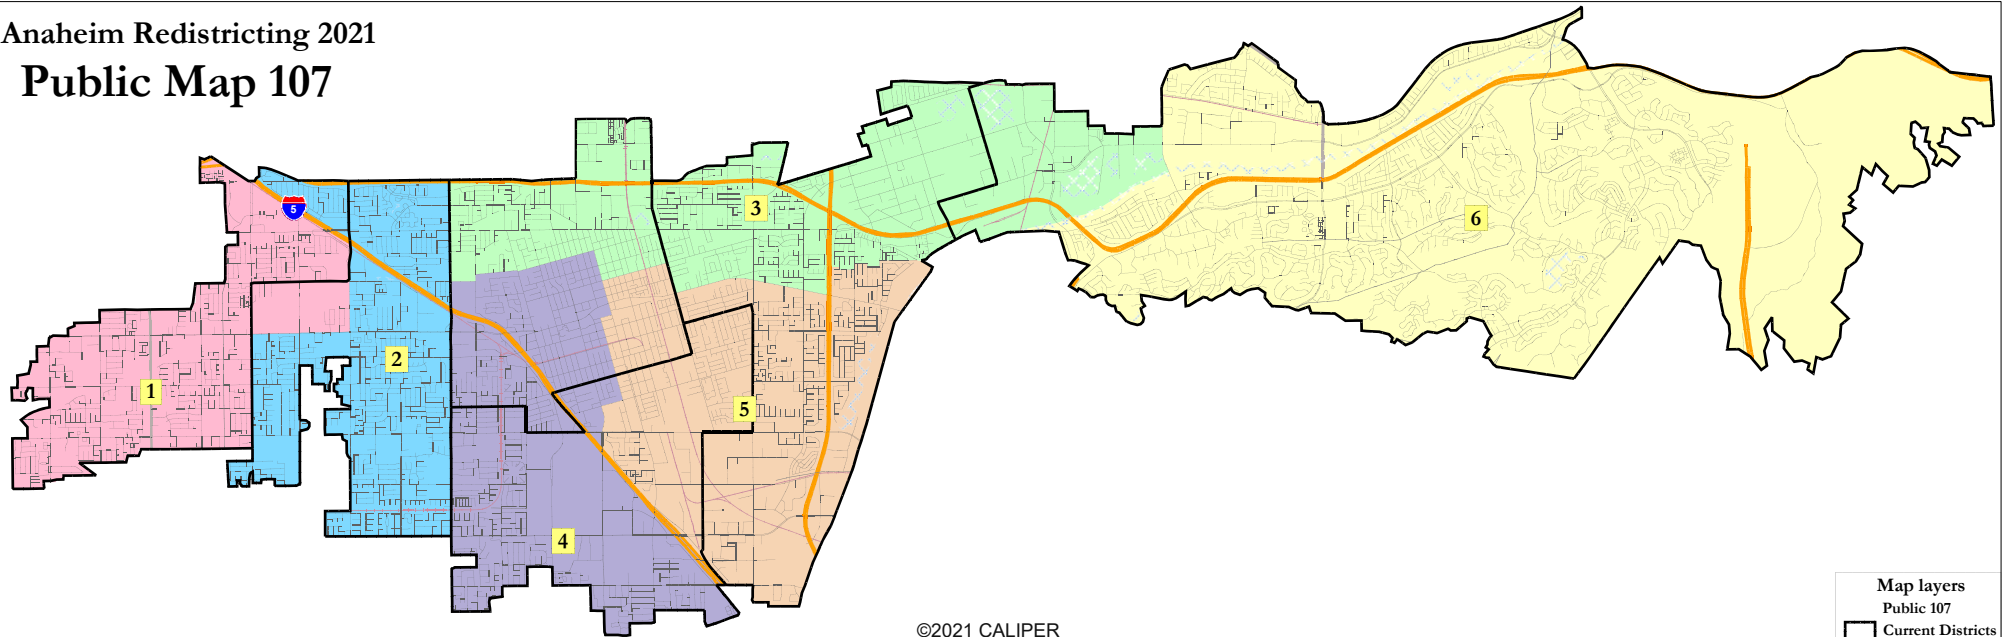 Anaheim Redistricting 2021
Public Map 107
5
3
6
2
1
5
4
©2021 CALIPER
Map layers
Public 107
Current Districts